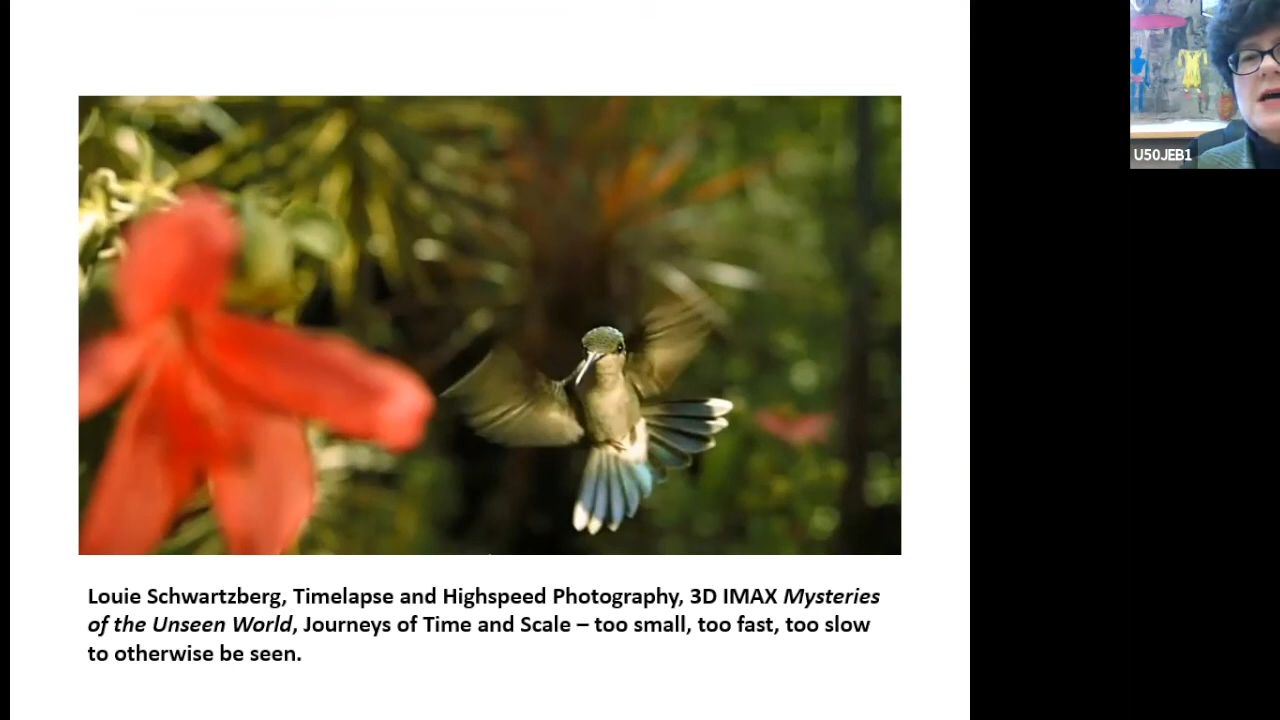 U50JEB1
Louie Schwartzberg, Timelapse and Highspeed Photography, 3D IMAX Mysteries
of the Unseen World, Journeys of Time and Scale – too small, too fast, too slow
to otherwise be seen.